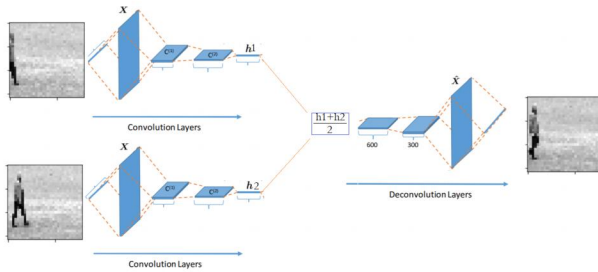 X
C⁽¹⁾
C⁽²⁾
h1
Convolution Layers
X
C⁽¹⁾
C⁽²⁾
h2
Convolution Layers
h1+h2
2
600
300
X̂
Deconvolution Layers